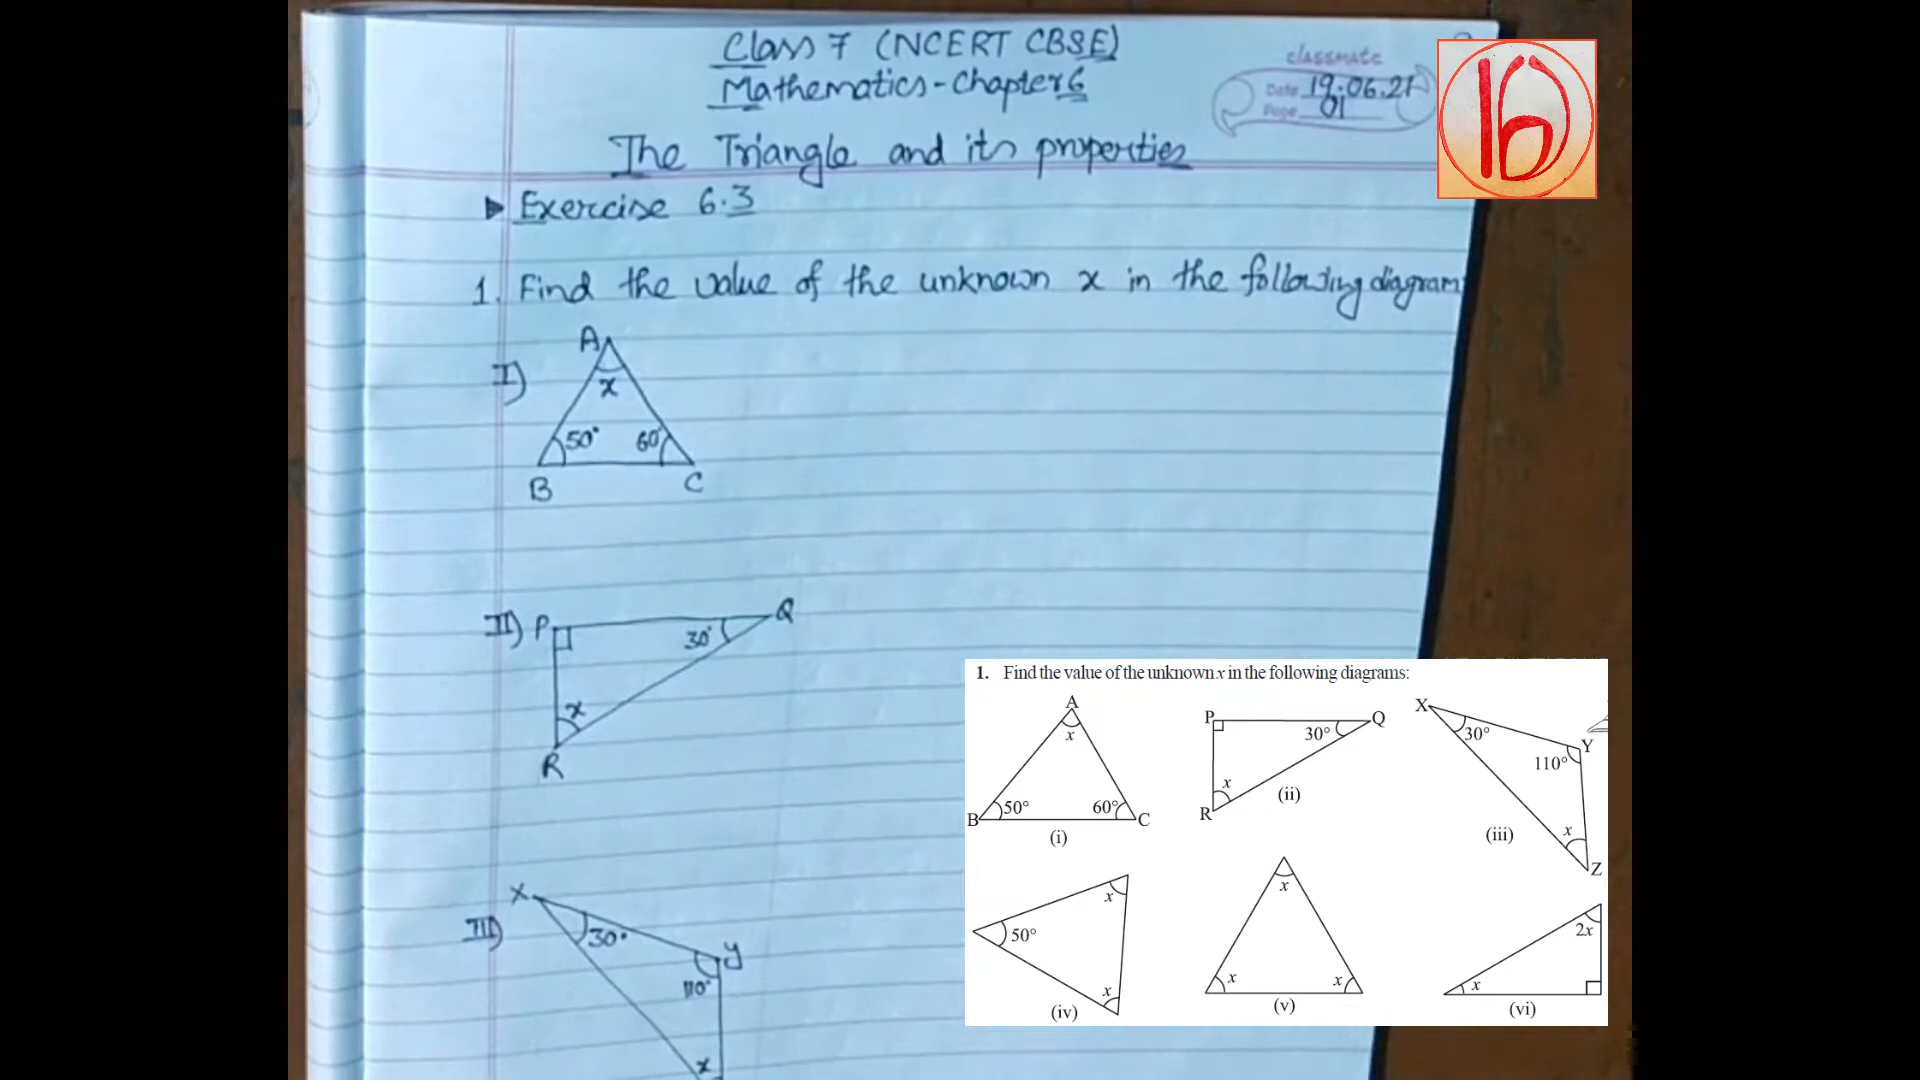 Class 7 (NCERT CBSE)
Mathematics - Chapter 6
The Triangle and its properties
classmate
Date 19.06.21
Page 01
Exercise 6.3
1. Find the value of the unknown x in the following diagram
I)
A
x
50° 60°
B C
II) P Q
30°
x
R
III) X
30°
y
110°
x
1. Find the value of the unknown x in the following diagrams:
A
x
B 50° 60° C
(i)
P Q
30°
x
R
(ii)
X
30°
Y
110°
x
Z
(iii)
x
50°
x
(iv)
x
x x
(v)
2x
x
(vi)